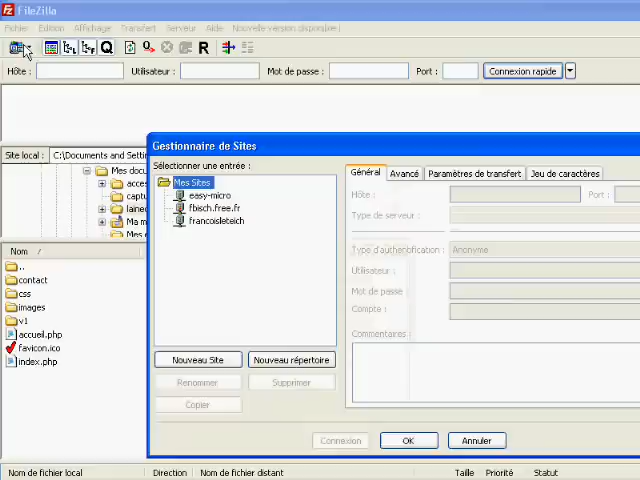 FileZilla
Fichier Edition Affichage Transfert Serveur Aide Nouvelle version disponible !
Hôte : Utilisateur : Mot de passe : Port : Connexion rapide
Gestionnaire de Sites
Site local : C:\Documents and Settin
Mes docu
acces
captu
Ma m
Mes
Sélectionner une entrée :
Mes Sites
easy-micro
fbisch.free.fr
francoisleteich
Nouveau Site Nouveau répertoire
Renommer Supprimer
Copier
Général Avancé Paramètres de transfert Jeu de caractères
Hôte : Port :
Type de serveur :
Type d'authentification : Anonyme
Utilisateur :
Mot de passe
Compte :
Commentaires :
Connexion OK Annuler
Nom /
..
contact
css
images
v1
accueil.php
favicon.ico
index.php
Nom de fichier local Direction Nom de fichier distant Taille Priorité Statut